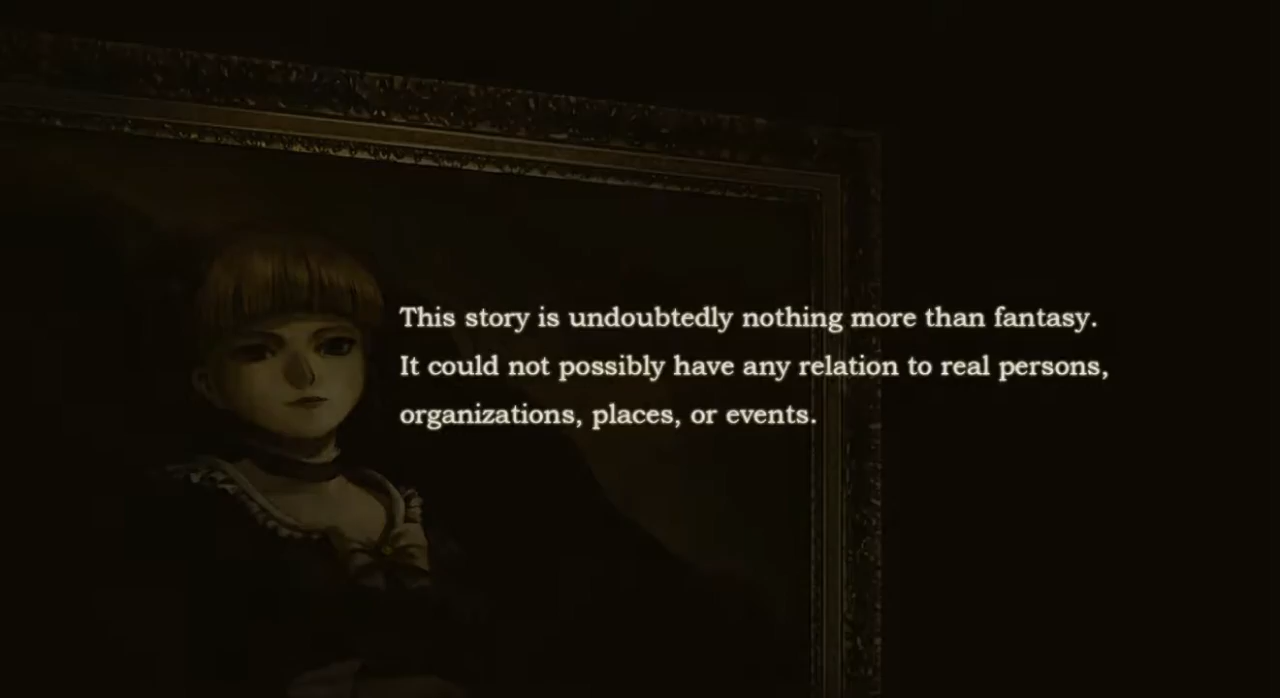 This story is undoubtedly nothing more than fantasy.
It could not possibly have any relation to real persons,
organizations, places, or events.